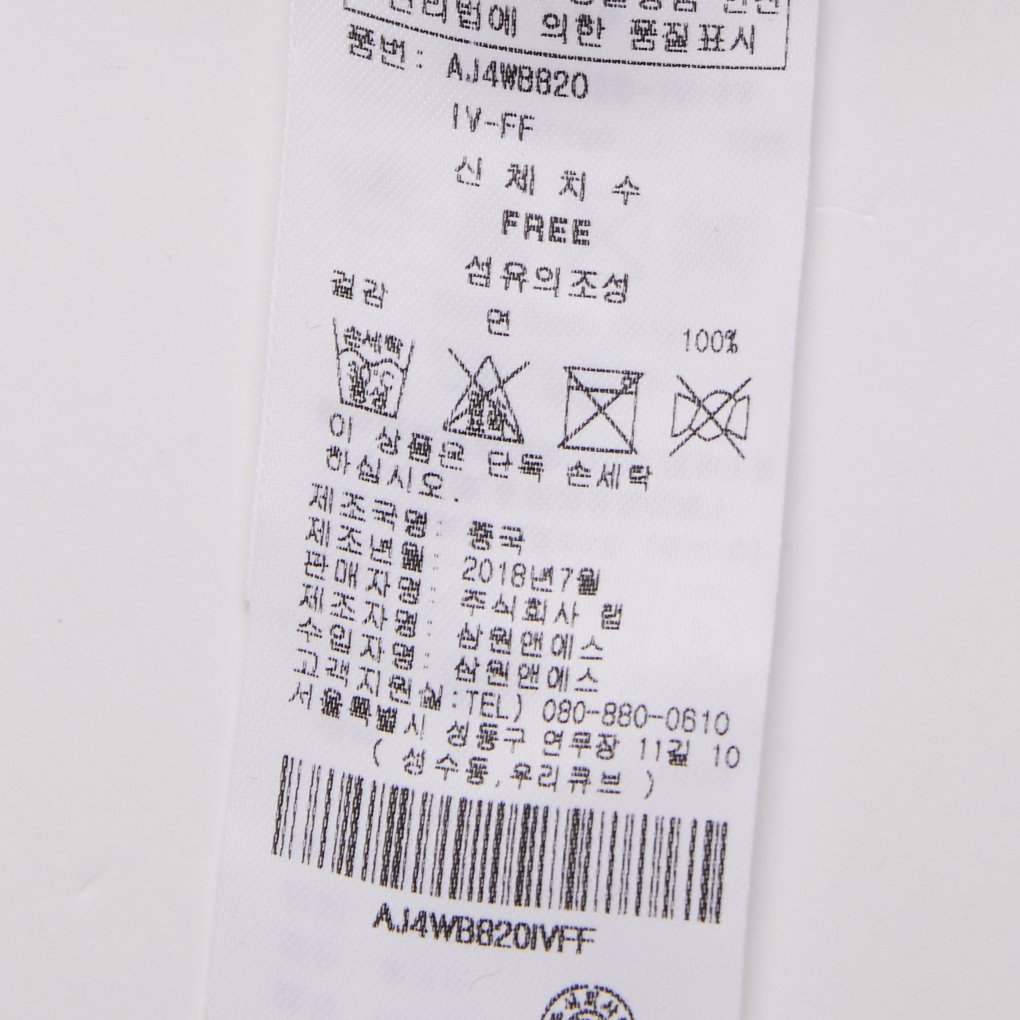 관리법에 의한 품질표시
품번: AJ4WB820
IV-FF
신체치수
FREE
섬유의조성
겉감
면 100%
손세탁
중성
이 상품은 단독 손세탁
하십시오.
제조국명: 중국
제조년월: 2018년7월
판매자명: 주식회사 랩
제조자명: 삼원앤에스
수입자명: 삼원앤에스
고객지원실:TEL) 080-880-0610
서울특별시 성동구 연무장 11길 10
( 성수동,우리큐브 )
AJ4WB820IVFF